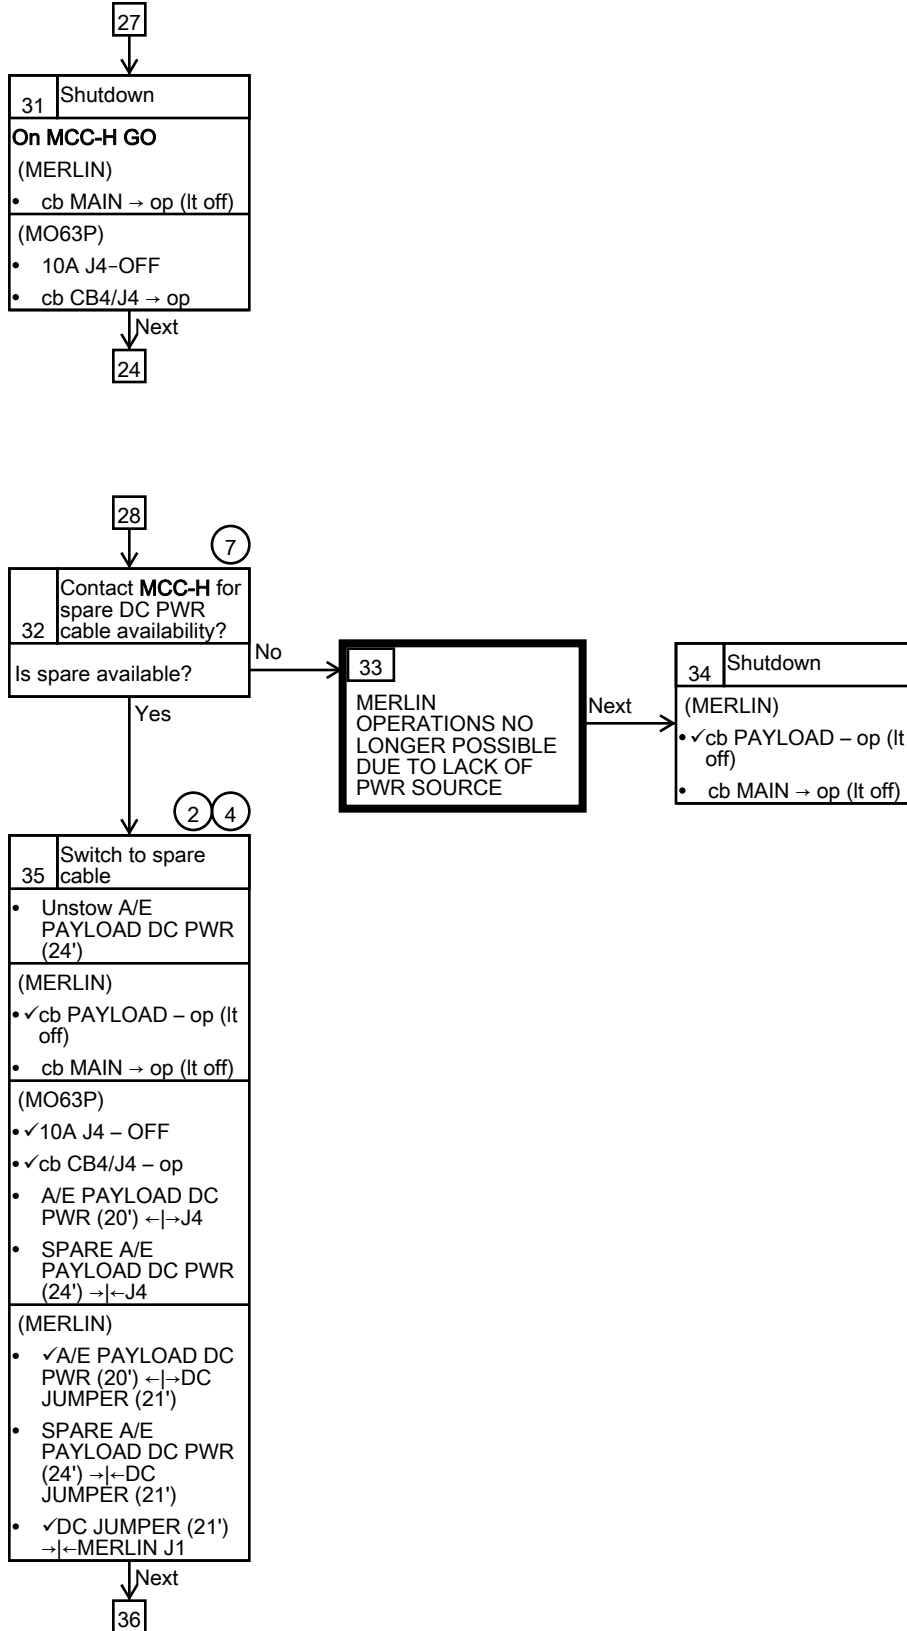 27
31 Shutdown
On MCC-H GO
(MERLIN)
• cb MAIN → op (lt off)
(MO63P)
• 10A J4–OFF
• cb CB4/J4 → op
Next
24
28
7
32 Contact MCC-H for
spare DC PWR
cable availability?
Is spare available?
No
Yes
33
MERLIN
OPERATIONS NO
LONGER POSSIBLE
DUE TO LACK OF
PWR SOURCE
Next
34 Shutdown
(MERLIN)
• ✓cb PAYLOAD – op (lt
off)
• cb MAIN → op (lt off)
2 4
35 Switch to spare
cable
• Unstow A/E
PAYLOAD DC PWR
(24')
(MERLIN)
• ✓cb PAYLOAD – op (lt
off)
• cb MAIN → op (lt off)
(MO63P)
• ✓10A J4 – OFF
• ✓cb CB4/J4 – op
• A/E PAYLOAD DC
PWR (20') ←|→J4
• SPARE A/E
PAYLOAD DC PWR
(24') →|←J4
(MERLIN)
• ✓A/E PAYLOAD DC
PWR (20') ←|→DC
JUMPER (21')
• SPARE A/E
PAYLOAD DC PWR
(24') →|←DC
JUMPER (21')
• ✓DC JUMPER (21')
→|←MERLIN J1
Next
36